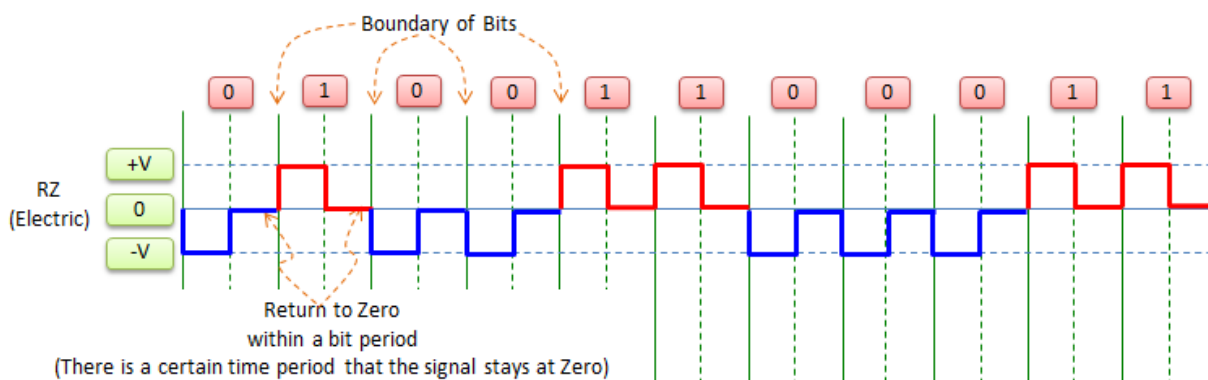 Boundary of Bits
0 1 0 0 1 1 0 0 0 1 1
+V
RZ
(Electric)
0
-V
Return to Zero
within a bit period
(There is a certain time period that the signal stays at Zero)